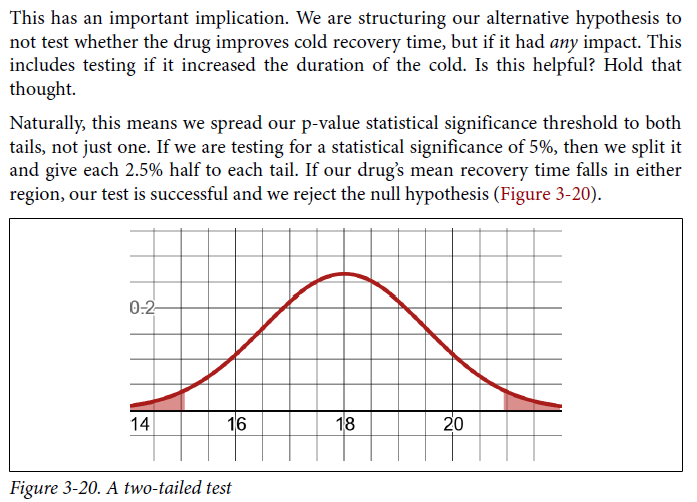 This has an important implication. We are structuring our alternative hypothesis to
not test whether the drug improves cold recovery time, but if it had any impact. This
includes testing if it increased the duration of the cold. Is this helpful? Hold that
thought.
Naturally, this means we spread our p-value statistical significance threshold to both
tails, not just one. If we are testing for a statistical significance of 5%, then we split it
and give each 2.5% half to each tail. If our drug’s mean recovery time falls in either
region, our test is successful and we reject the null hypothesis (Figure 3-20).
0.2
14 16 18 20
Figure 3-20. A two-tailed test